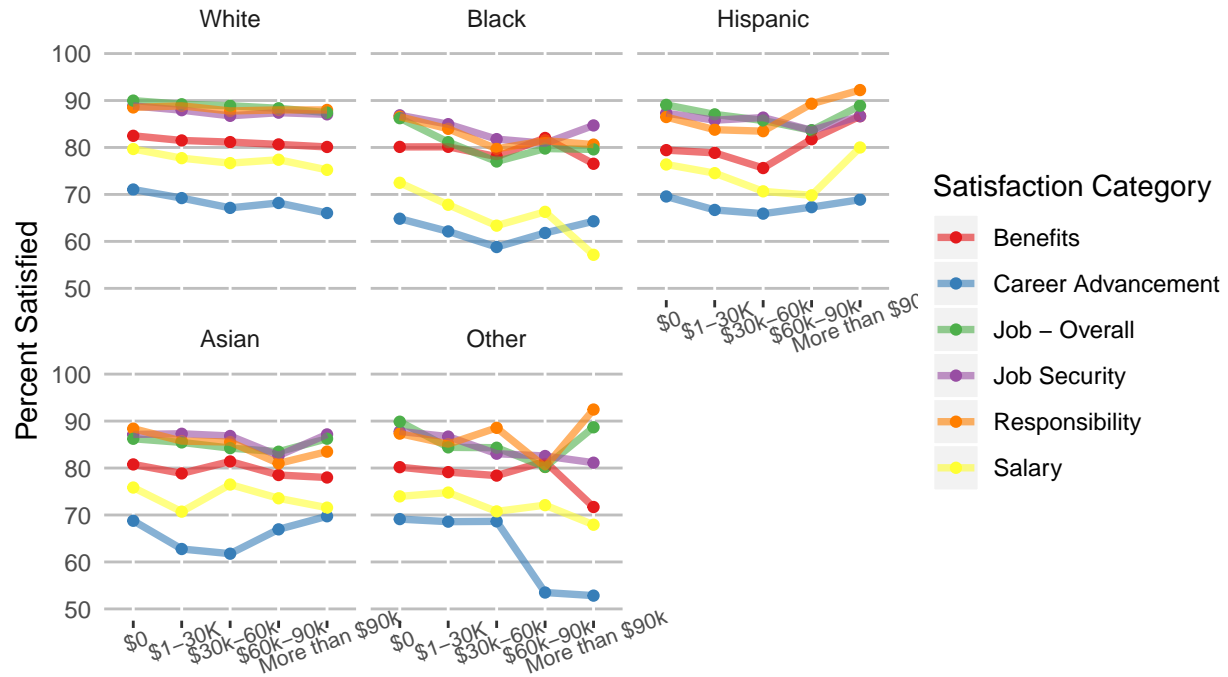 White
Black
Hispanic
100
90
80
70
60
50
$0
$1–30K
$30k–60k
$60k–90k
More than $90
Percent Satisfied
Asian
Other
100
90
80
70
60
50
$0
$1–30K
$30k–60k
$60k–90k
More than $90k
$0
$1–30K
$30k–60k
$60k–90k
More than $90k
Satisfaction Category
Benefits
Career Advancement
Job – Overall
Job Security
Responsibility
Salary